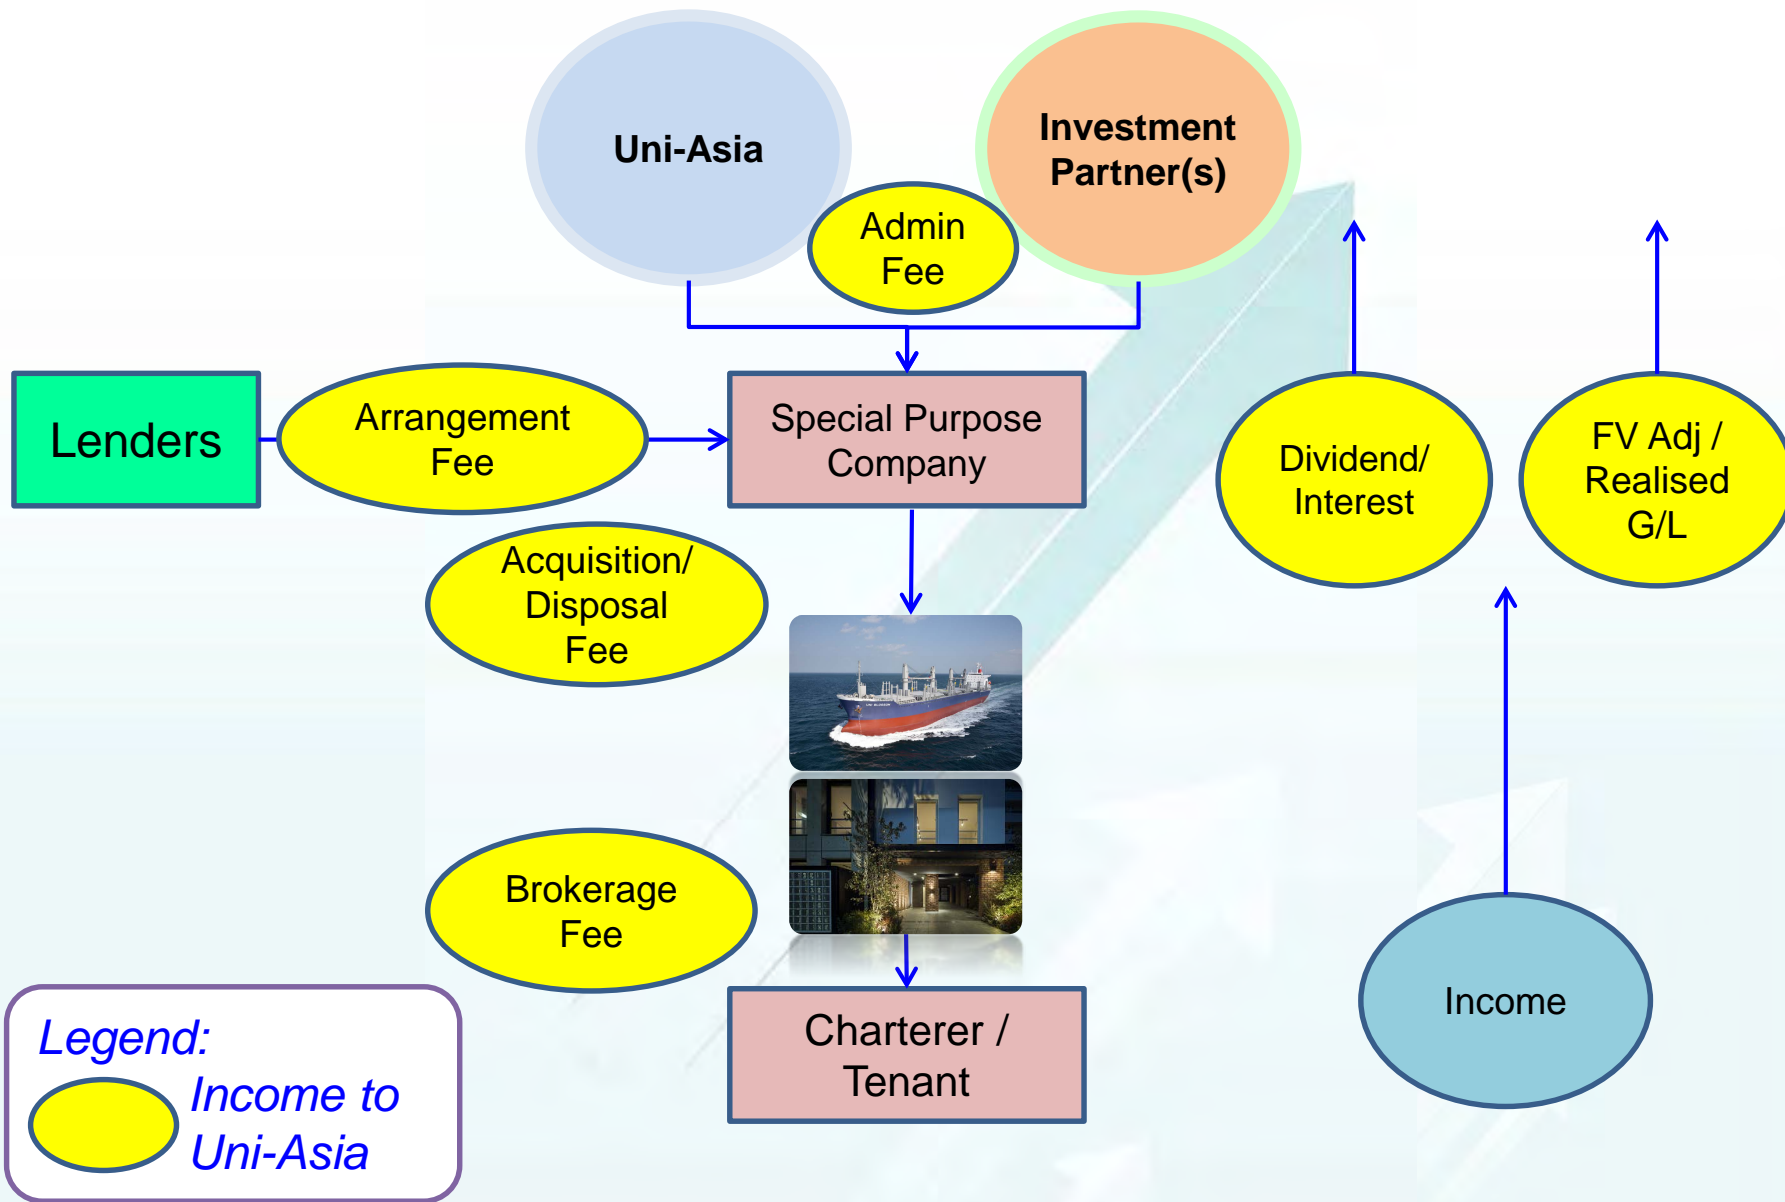 Uni-Asia
Investment
Partner(s)
Admin
Fee
Lenders
Arrangement
Fee
Special Purpose
Company
Dividend/
Interest
FV Adj /
Realised
G/L
Acquisition/
Disposal
Fee
Brokerage
Fee
Income
Charterer /
Tenant
Legend:
Income to
Uni-Asia